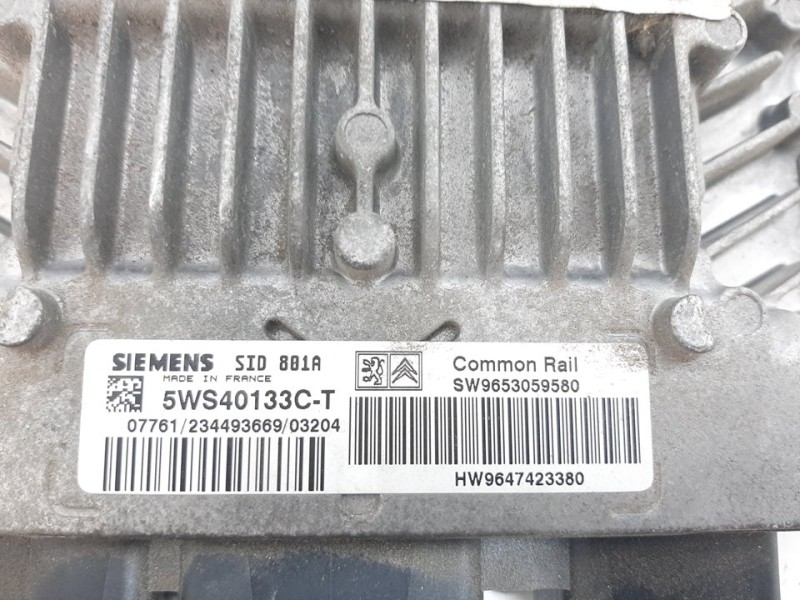 SIEMENS SID 801A
MADE IN FRANCE
5WS40133C-T
07761/234493669/03204
Common Rail
SW9653059580
HW9647423380